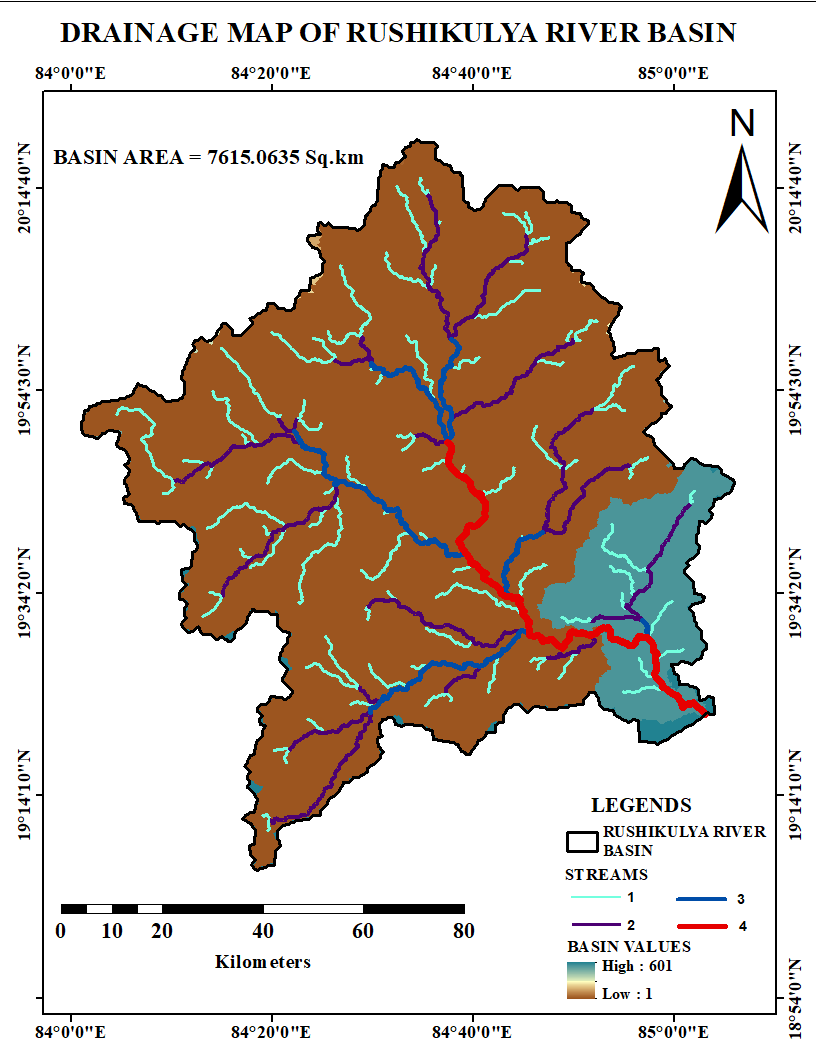 DRAINAGE MAP OF RUSHIKULYA RIVER BASIN
84°0'0"E 84°20'0"E 84°40'0"E 85°0'0"E
BASIN AREA = 7615.0635 Sq.km
N
20°14'40"N 20°14'40"N
19°54'30"N 19°54'30"N
19°34'20"N 19°34'20"N
19°14'10"N 19°14'10"N
LEGENDS
RUSHIKULYA RIVER
BASIN
STREAMS
1 3
2 4
BASIN VALUES
High : 601
Low : 1
0 10 20 40 60 80
Kilometers
18°54'0"N
84°0'0"E 84°20'0"E 84°40'0"E 85°0'0"E